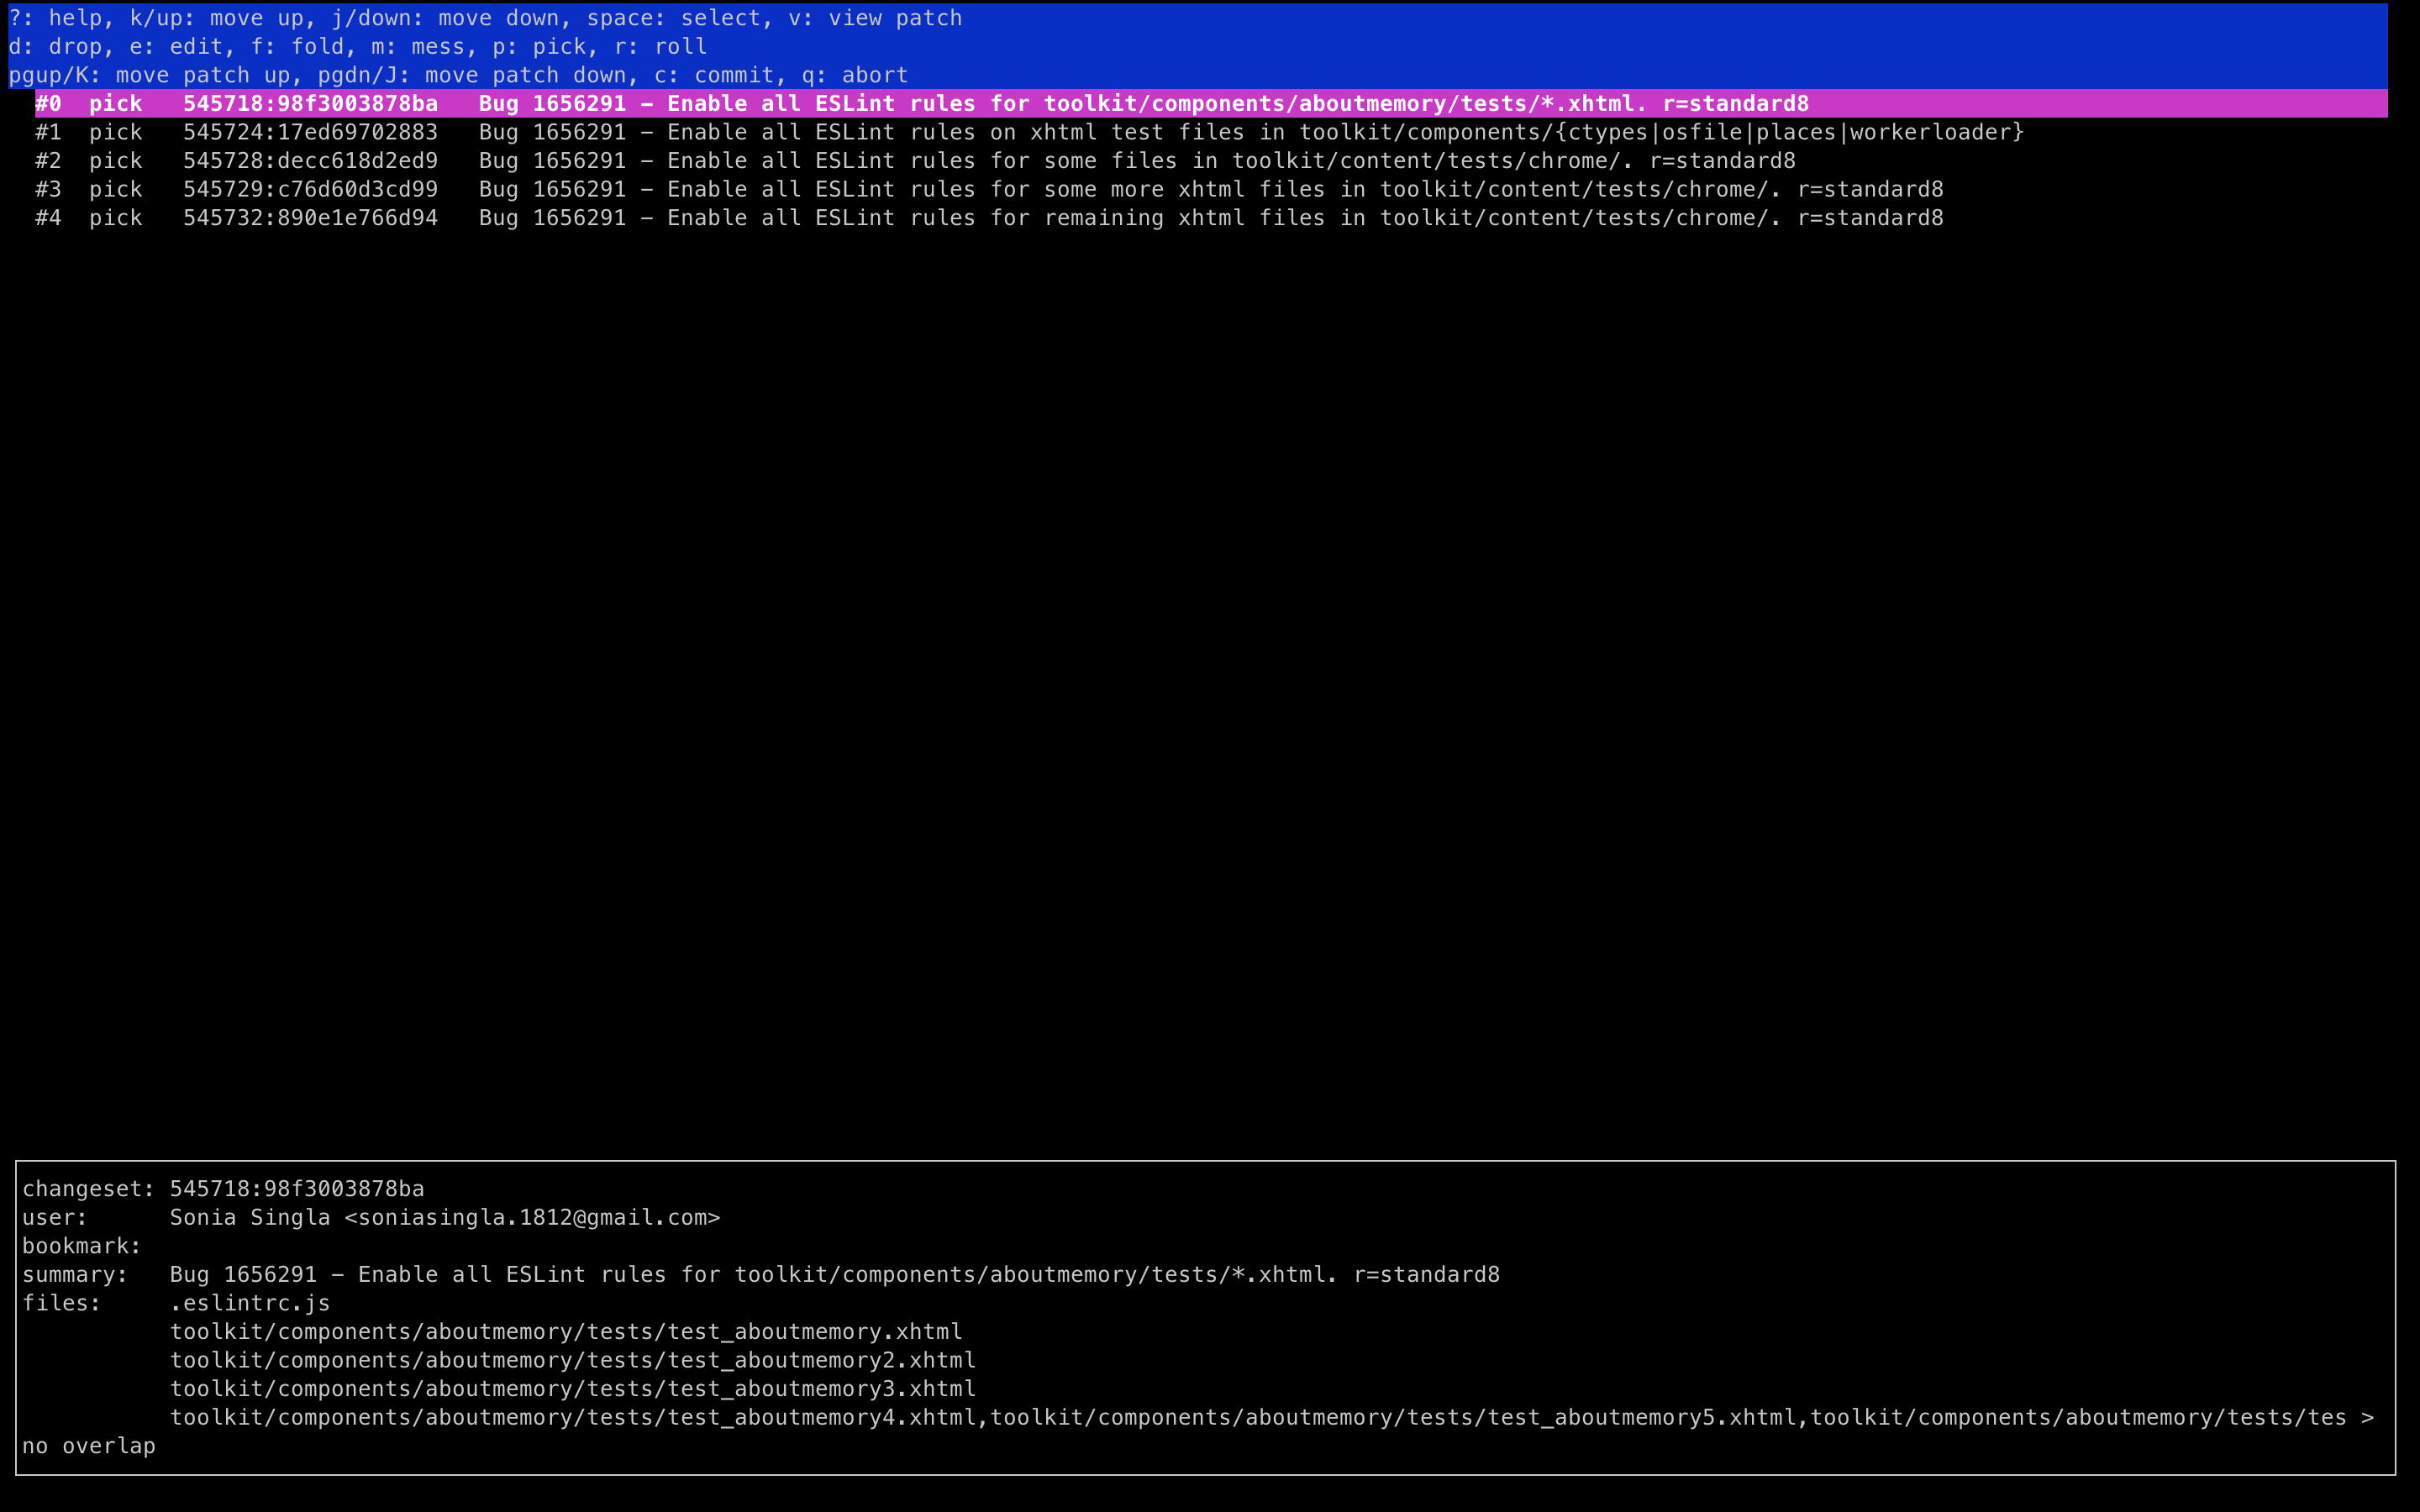 ?: help, k/up: move up, j/down: move down, space: select, v: view patch
d: drop, e: edit, f: fold, m: mess, p: pick, r: roll
pgup/K: move patch up, pgdn/J: move patch down, c: commit, q: abort
#0  pick   545718:98f3003878ba   Bug 1656291 – Enable all ESLint rules for toolkit/components/aboutmemory/tests/*.xhtml. r=standard8
#1  pick   545724:17ed69702883   Bug 1656291 – Enable all ESLint rules on xhtml test files in toolkit/components/{ctypes|osfile|places|workerloader}
#2  pick   545728:decc618d2ed9   Bug 1656291 – Enable all ESLint rules for some files in toolkit/content/tests/chrome/. r=standard8
#3  pick   545729:c76d60d3cd99   Bug 1656291 – Enable all ESLint rules for some more xhtml files in toolkit/content/tests/chrome/. r=standard8
#4  pick   545732:890e1e766d94   Bug 1656291 – Enable all ESLint rules for remaining xhtml files in toolkit/content/tests/chrome/. r=standard8
changeset: 545718:98f3003878ba
user:      Sonia Singla <soniasingla.1812@gmail.com>
bookmark:
summary:   Bug 1656291 – Enable all ESLint rules for toolkit/components/aboutmemory/tests/*.xhtml. r=standard8
files:     .eslintrc.js
toolkit/components/aboutmemory/tests/test_aboutmemory.xhtml
toolkit/components/aboutmemory/tests/test_aboutmemory2.xhtml
toolkit/components/aboutmemory/tests/test_aboutmemory3.xhtml
toolkit/components/aboutmemory/tests/test_aboutmemory4.xhtml,toolkit/components/aboutmemory/tests/test_aboutmemory5.xhtml,toolkit/components/aboutmemory/tests/tes >
no overlap